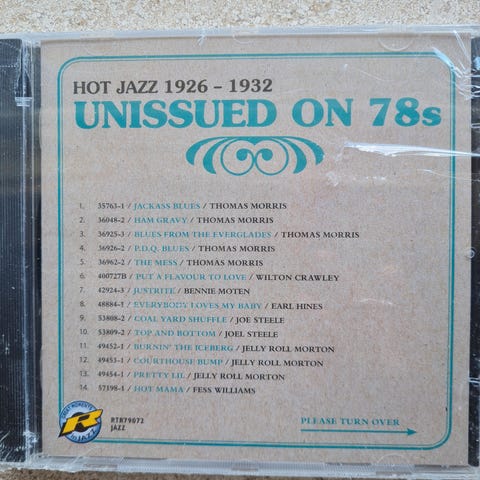 HOT JAZZ 1926 – 1932
UNISSUED ON 78s
1. 35763-1 / JACKASS BLUES / THOMAS MORRIS
2. 36048-2 / HAM GRAVY / THOMAS MORRIS
3. 36925-3 / BLUES FROM THE EVERGLADES / THOMAS MORRIS
4. 36926-2 / P.D.Q. BLUES / THOMAS MORRIS
5. 36962-2 / THE MESS / THOMAS MORRIS
6. 400727B / PUT A FLAVOUR TO LOVE / WILTON CRAWLEY
7. 42924-3 / JUSTRITE / BENNIE MOTEN
8. 48884-1 / EVERYBODY LOVES MY BABY / EARL HINES
9. 53808-2 / COAL YARD SHUFFLE / JOE STEELE
10. 53809-2 / TOP AND BOTTOM / JOEL STEELE
11. 49452-1 / BURNIN' THE ICEBERG / JELLY ROLL MORTON
12. 49453-1 / COURTHOUSE BUMP / JELLY ROLL MORTON
13. 49454-1 / PRETTY LIL / JELLY ROLL MORTON
14. 57198-1 / HOT MAMA / FESS WILLIAMS
RTR79072
JAZZ
PLEASE TURN OVER